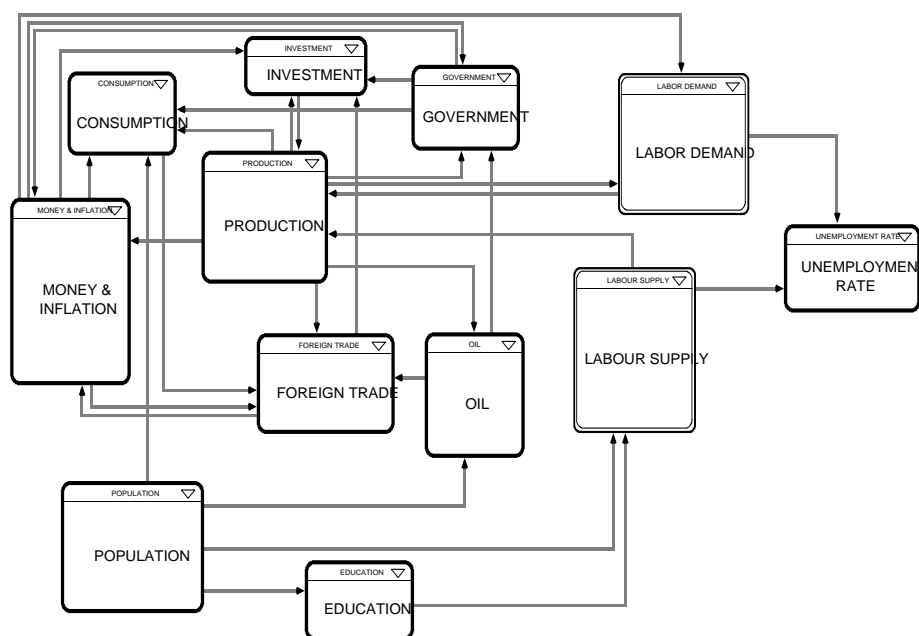 INVESTMENT
INVESTMENT
GOVERNMENT
GOVERNMENT
CONSUMPTION
CONSUMPTION
LABOR DEMAND
LABOR DEMAND
PRODUCTION
PRODUCTION
MONEY & INFLATION
MONEY &
INFLATION
UNEMPLOYMENT RATE
UNEMPLOYMEN
RATE
LABOUR SUPPLY
LABOUR SUPPLY
FOREIGN TRADE
FOREIGN TRADE
OIL
OIL
POPULATION
POPULATION
EDUCATION
EDUCATION